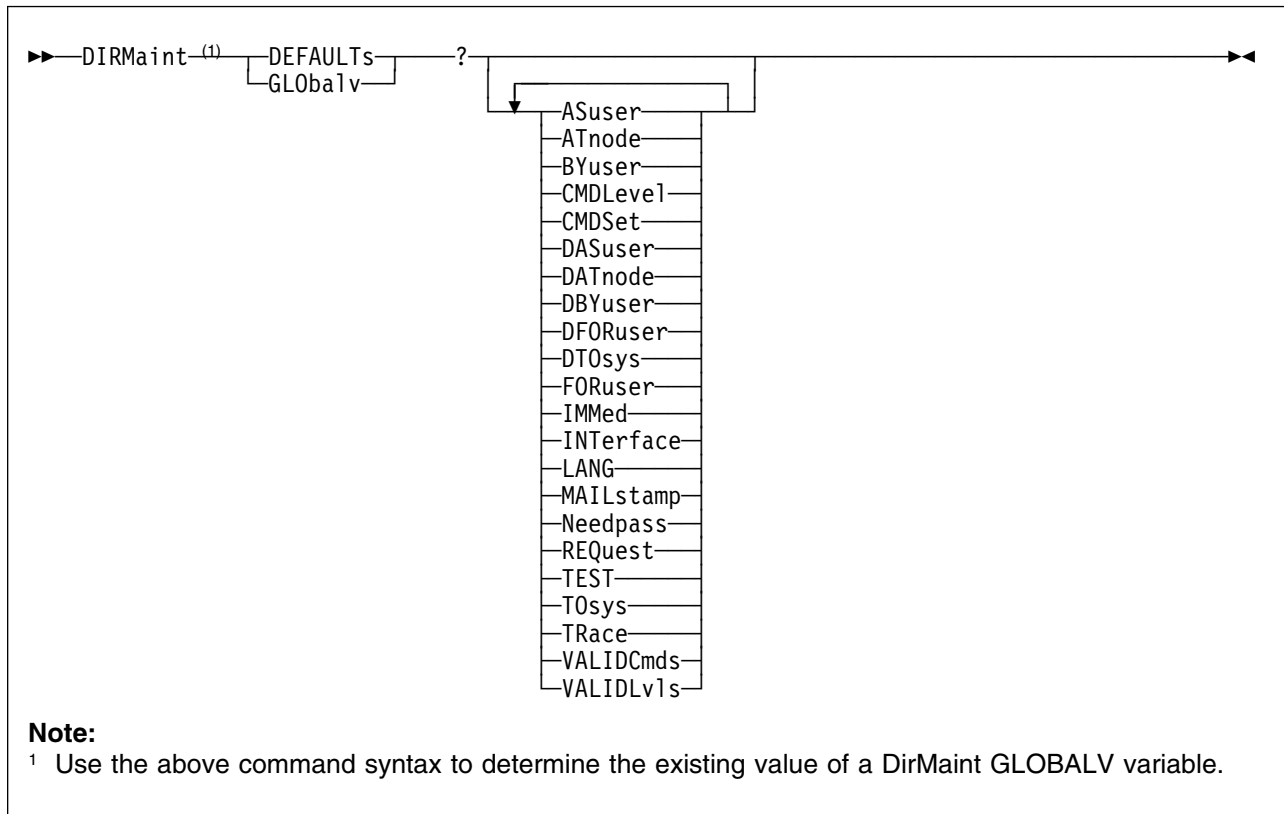 ►►──DIRMaint─(1)──DEFAULTs──?──►◄
GLObalv
ASuser
ATnode
BYuser
CMDLevel
CMDSet
DASuser
DATnode
DBYuser
DFORuser
DTOsys
FORuser
IMMed
INTerface
LANG
MAILstamp
Needpass
REQuest
TEST
TOsys
TRace
VALIDCmds
VALIDLvls
Note:
1 Use the above command syntax to determine the existing value of a DirMaint GLOBALV variable.